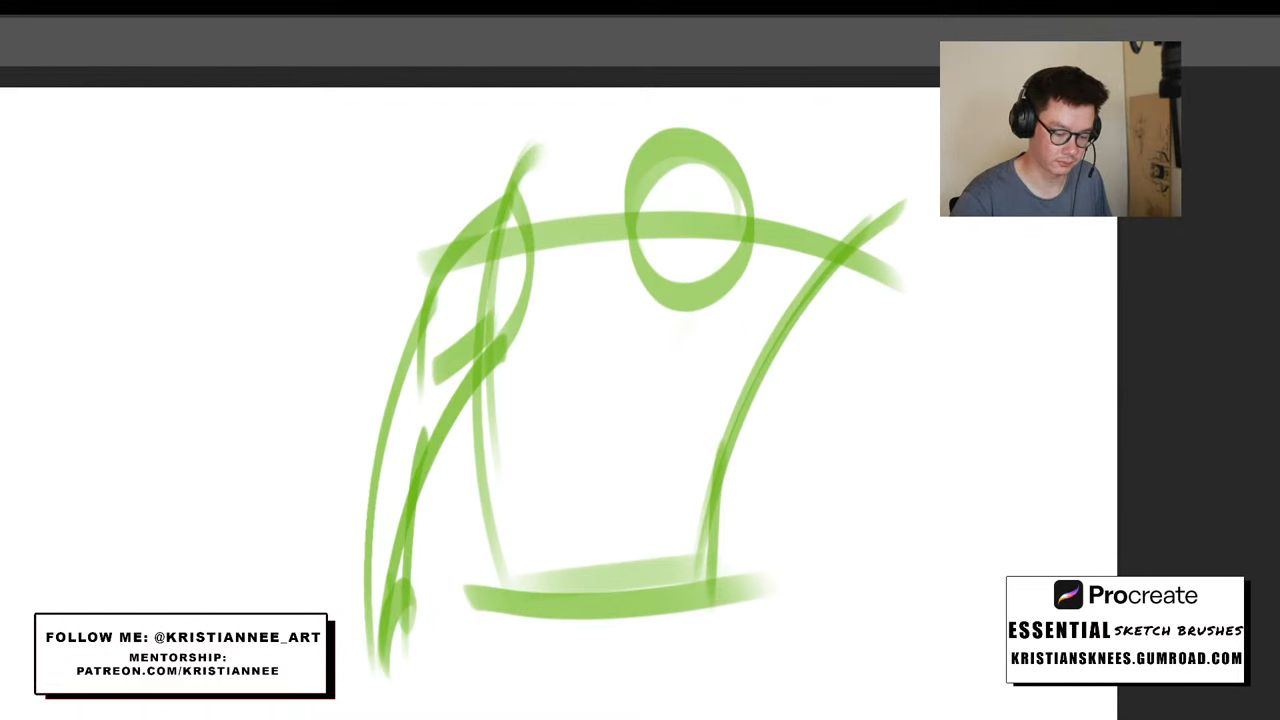 FOLLOW ME: @KRISTIANNEE_ART
MENTORSHIP:
PATREON.COM/KRISTIANNEE
Procreate
ESSENTIAL SKETCH BRUSHES
KRISTIANSKNEES.GUMROAD.COM